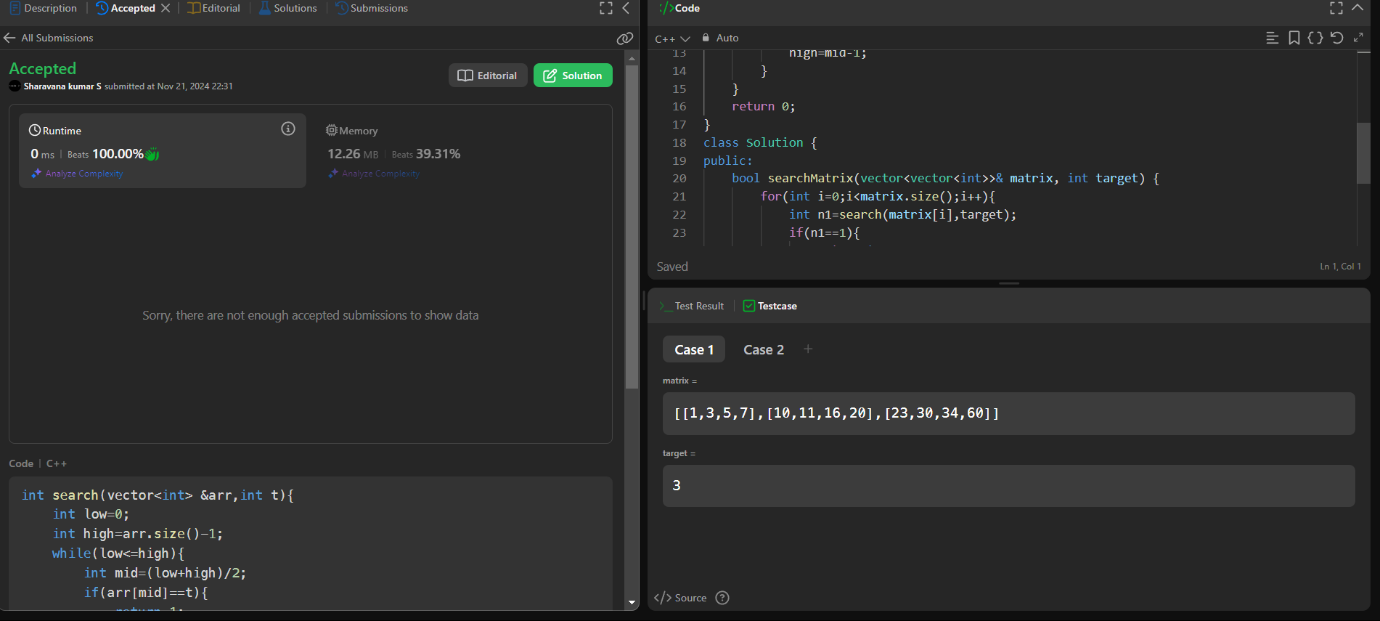 Description
Accepted
Editorial
Solutions
Submissions
All Submissions
Accepted
Sharavana kumar S submitted at Nov 21, 2024 22:31
Editorial
Solution
Runtime
0 ms | Beats 100.00%
Analyze Complexity
Memory
12.26 MB | Beats 39.31%
Analyze Complexity
Sorry, there are not enough accepted submissions to show data
Code | C++
int search(vector<int> &arr,int t){
int low=0;
int high=arr.size()-1;
while(low<=high){
int mid=(low+high)/2;
if(arr[mid]==t){
return 1;
</>Code
C++ Auto
13 high=mid-1;
14 }
15 }
16 return 0;
17 }
18 class Solution {
19 public:
20 bool searchMatrix(vector<vector<int>>& matrix, int target) {
21 for(int i=0;i<matrix.size();i++){
22 int n1=search(matrix[i],target);
23 if(n1==1){
Saved
Ln 1, Col 1
>_ Test Result | Testcase
Case 1 Case 2 +
matrix =
[[1,3,5,7],[10,11,16,20],[23,30,34,60]]
target =
3
</> Source ?